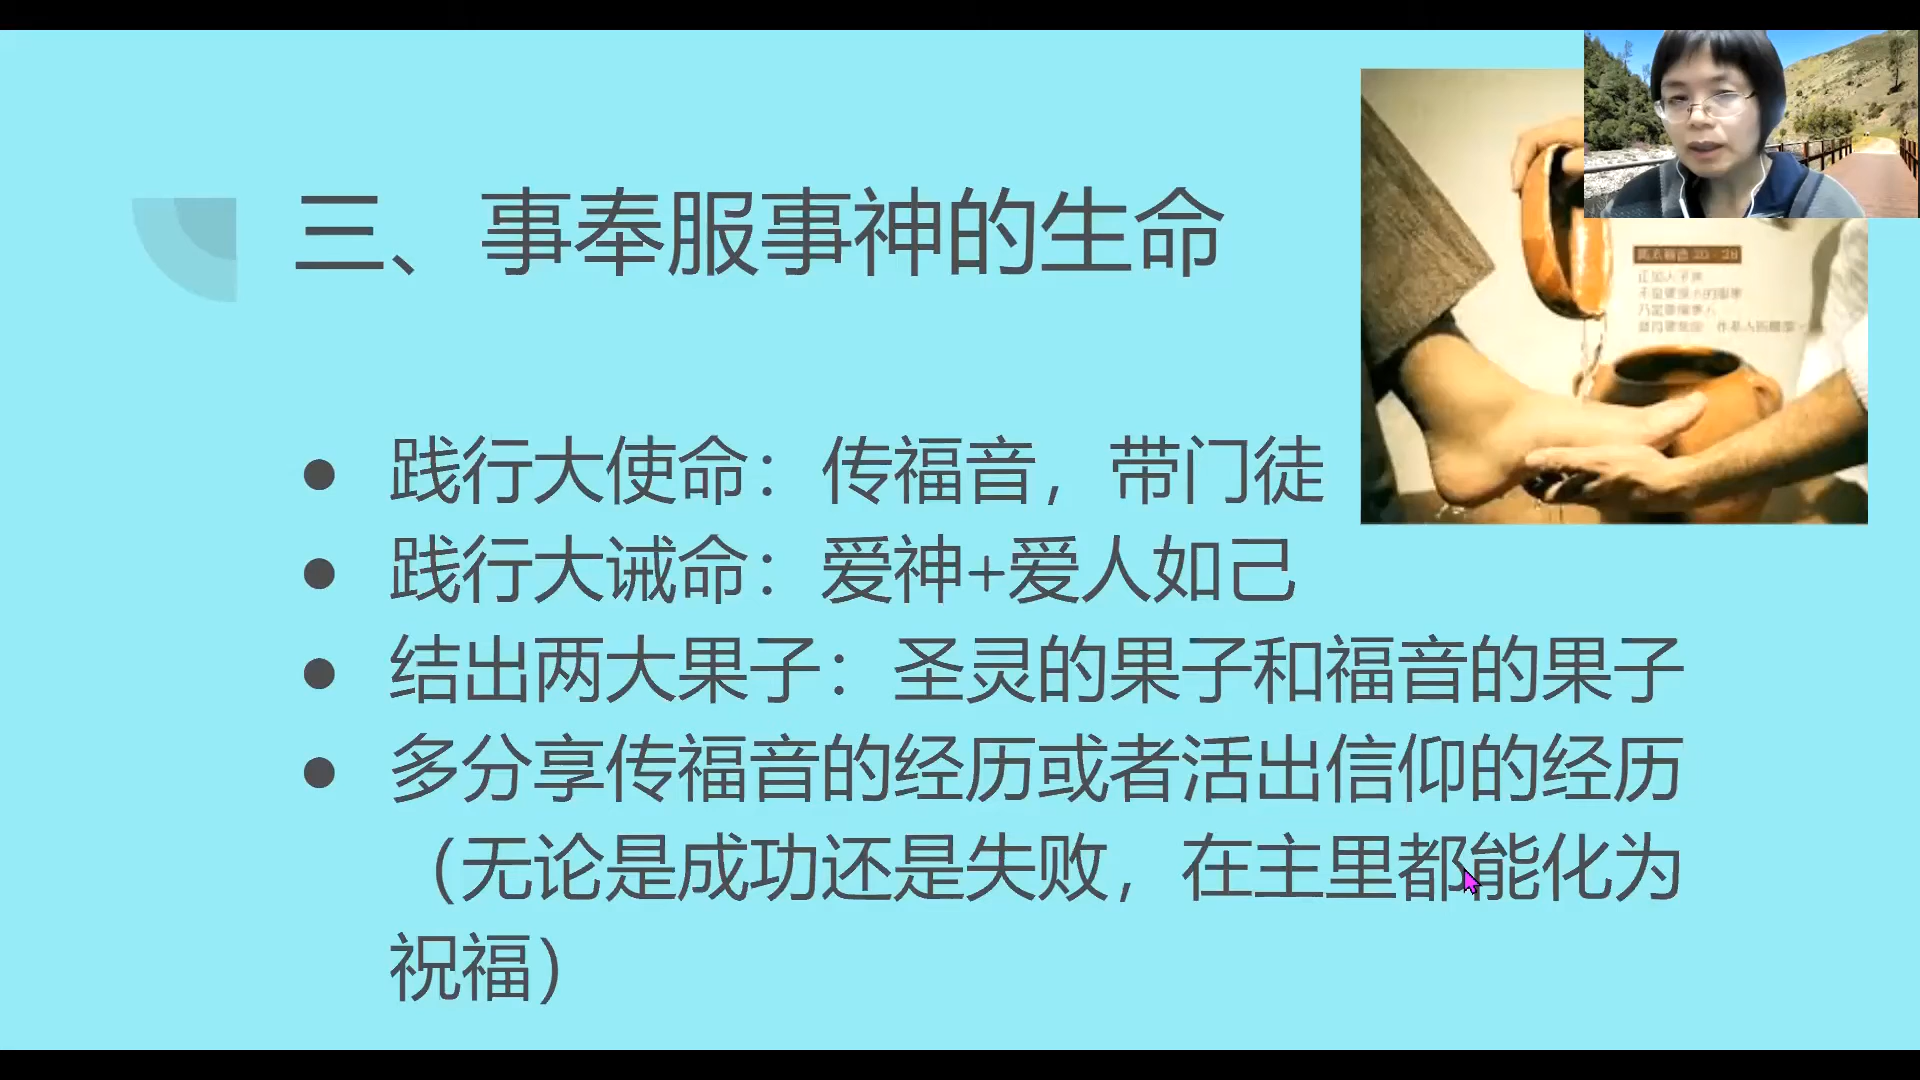 三、事奉服事神的生命
● 践行大使命：传福音，带门徒
● 践行大诫命：爱神+爱人如己
● 结出两大果子：圣灵的果子和福音的果子
● 多分享传福音的经历或者活出信仰的经历
（无论是成功还是失败，在主里都能化为
祝福）